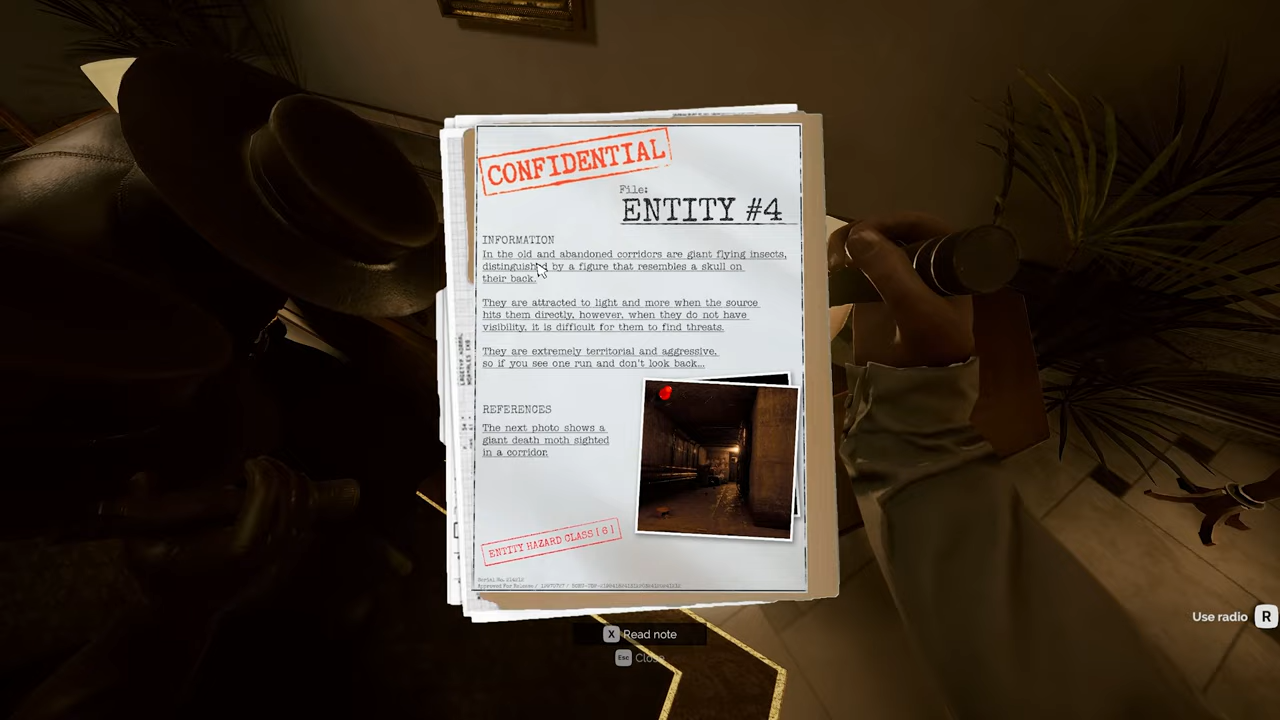 CONFIDENTIAL
File:
ENTITY #4
INFORMATION
In the old and abandoned corridors are giant flying insects,
distinguished by a figure that resembles a skull on
their back.
They are attracted to light and more when the source
hits them directly, however, when they do not have
visibility, it is difficult for them to find threats.
They are extremely territorial and aggressive,
so if you see one run and don't look back...
REFERENCES
The next photo shows a
giant death moth sighted
in a corridor.
ENTITY HAZARD CLASS [ 6 ]
Approved For Release /
X Read note
Esc Close
Use radio R